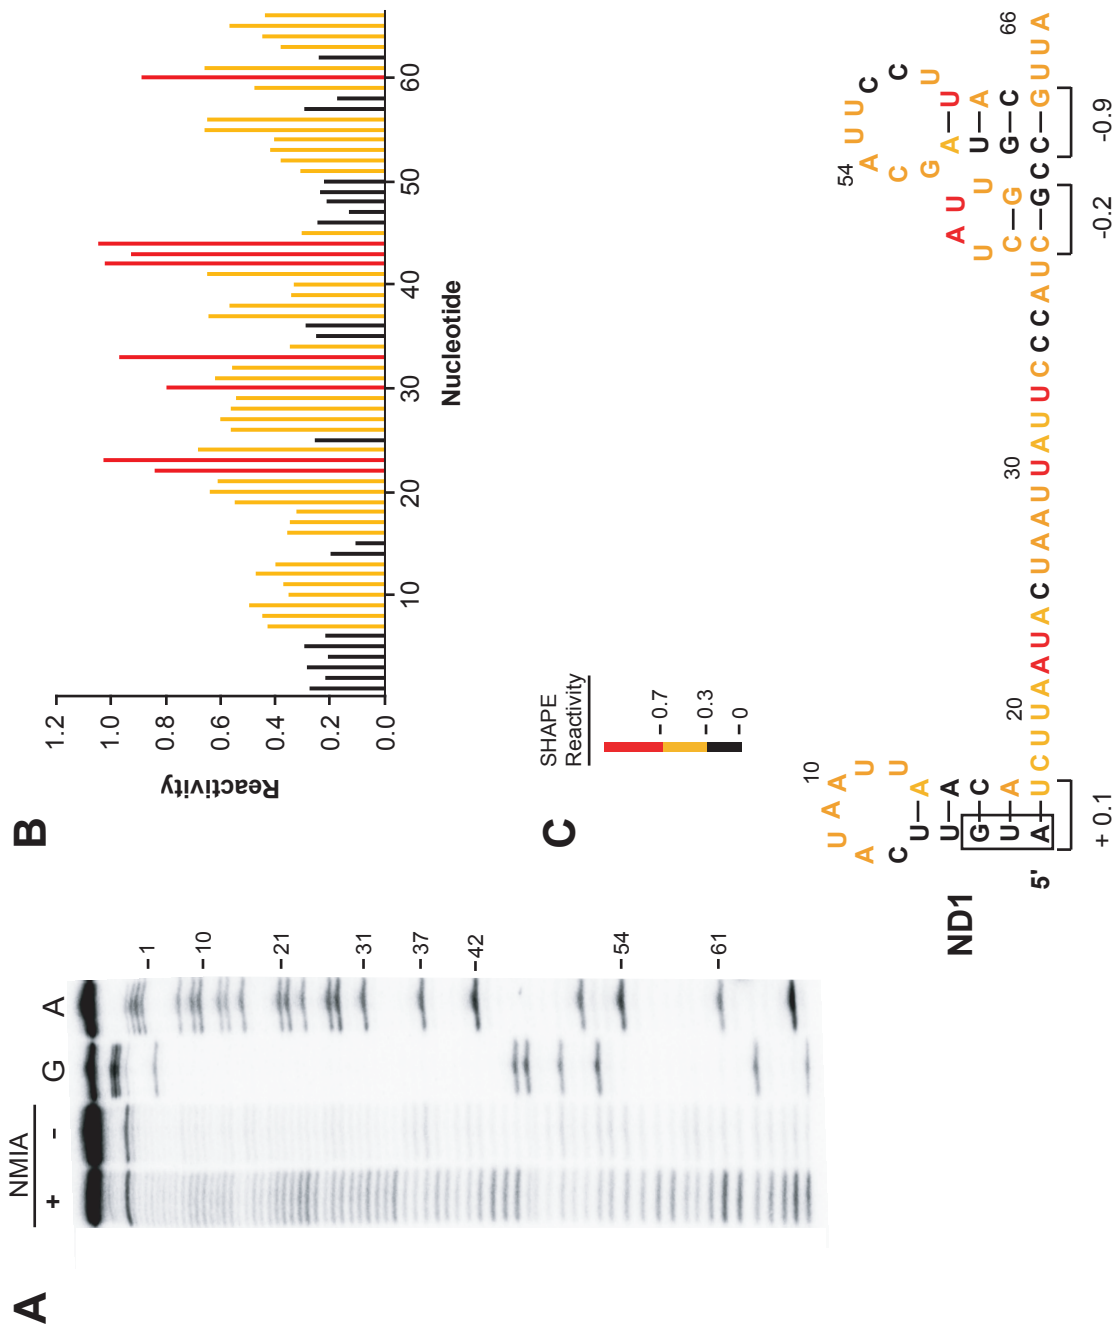 A
NMIA
+ - G A
- 1
- 10
- 21
- 31
- 37
- 42
- 54
- 61
B
Reactivity
1.2
1.0
0.8
0.6
0.4
0.2
0.0
10 20 30 40 50 60
Nucleotide
C
SHAPE
Reactivity
- 0.7
- 0.3
- 0
ND1
10
U A A U
A U
C
U A
U A
G C
U A
54
A U U C
C C
G U
A U
U A
G C
A U
U U
C G
20 30 66
5' A U C U U A A U A C U A A U U A U U C C C A U C G C C G U U A
+ 0.1
-0.2
-0.9